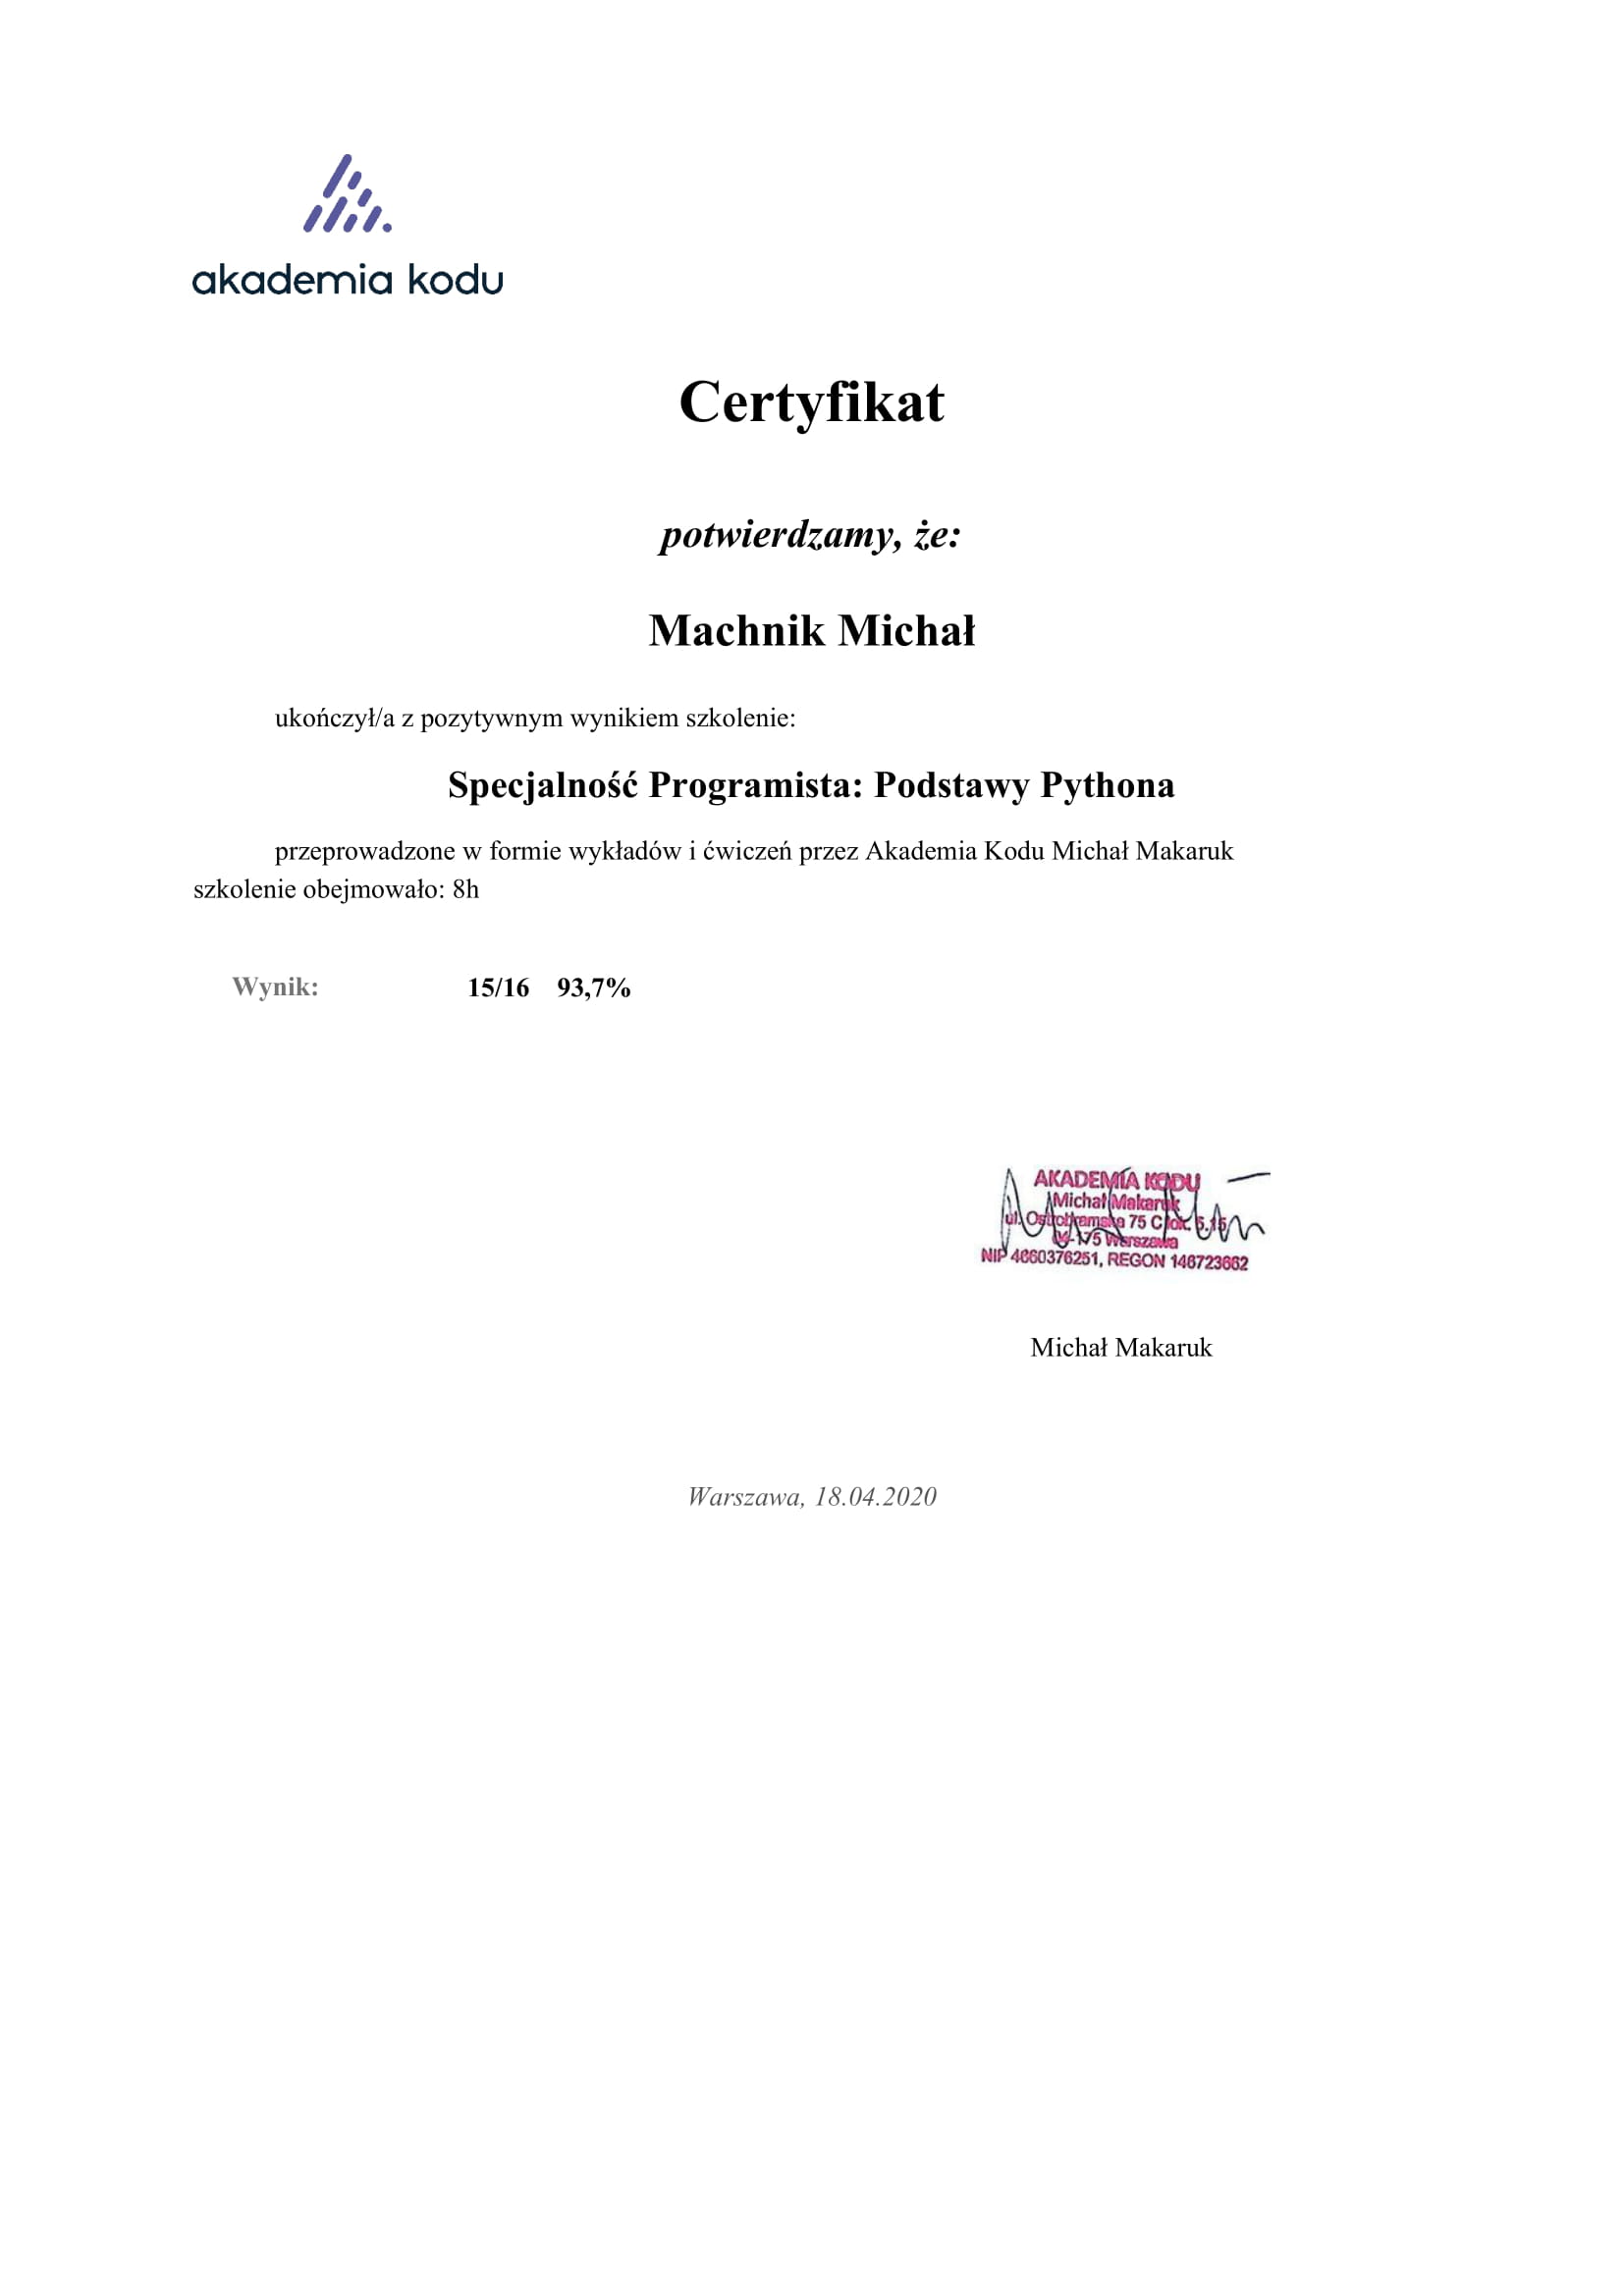 akademia kodu
Certyfikat
potwierdzamy, że:
Machnik Michał
ukończył/a z pozytywnym wynikiem szkolenie:
Specjalność Programista: Podstawy Pythona
przeprowadzone w formie wykładów i ćwiczeń przez Akademia Kodu Michał Makaruk
szkolenie obejmowało: 8h
Wynik: 15/16 93,7%
AKADEMIA KODU
Michał Makaruk
ul. 75 C lok. 5.15
Warszawa
NIP 4660376251, REGON 146723662
Michał Makaruk
Warszawa, 18.04.2020